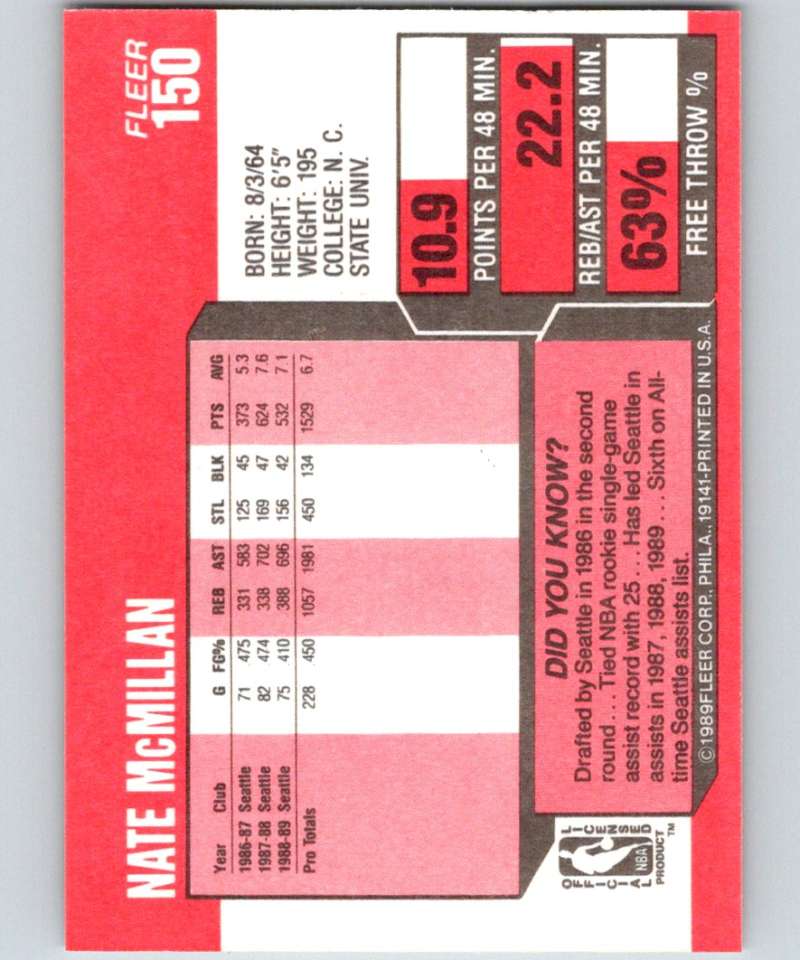 NATE McMILLAN
FLEER
150
BORN: 8/3/64
HEIGHT: 6'5"
WEIGHT: 195
COLLEGE: N. C.
STATE UNIV.
Year Club G FG% REB AST STL BLK PTS AVG
1986-87 Seattle 71 .475 331 583 125 45 373 5.3
1987-88 Seattle 82 .474 338 702 169 47 624 7.6
1988-89 Seattle 75 .410 388 696 156 42 532 7.1
Pro Totals 228 .450 1057 1981 450 134 1529 6.7
10.9
POINTS PER 48 MIN.
22.2
REB/AST PER 48 MIN.
63%
FREE THROW %
DID YOU KNOW?
Drafted by Seattle in 1986 in the second
round . . . Tied NBA rookie single-game
assist record with 25 . . . Has led Seattle in
assists in 1987, 1988, 1989 . . . Sixth on All-
time Seattle assists list.
OFFICIAL LICENSED
NBA
PRODUCT™
©1989 FLEER CORP., PHILA., 19141-PRINTED IN U.S.A.